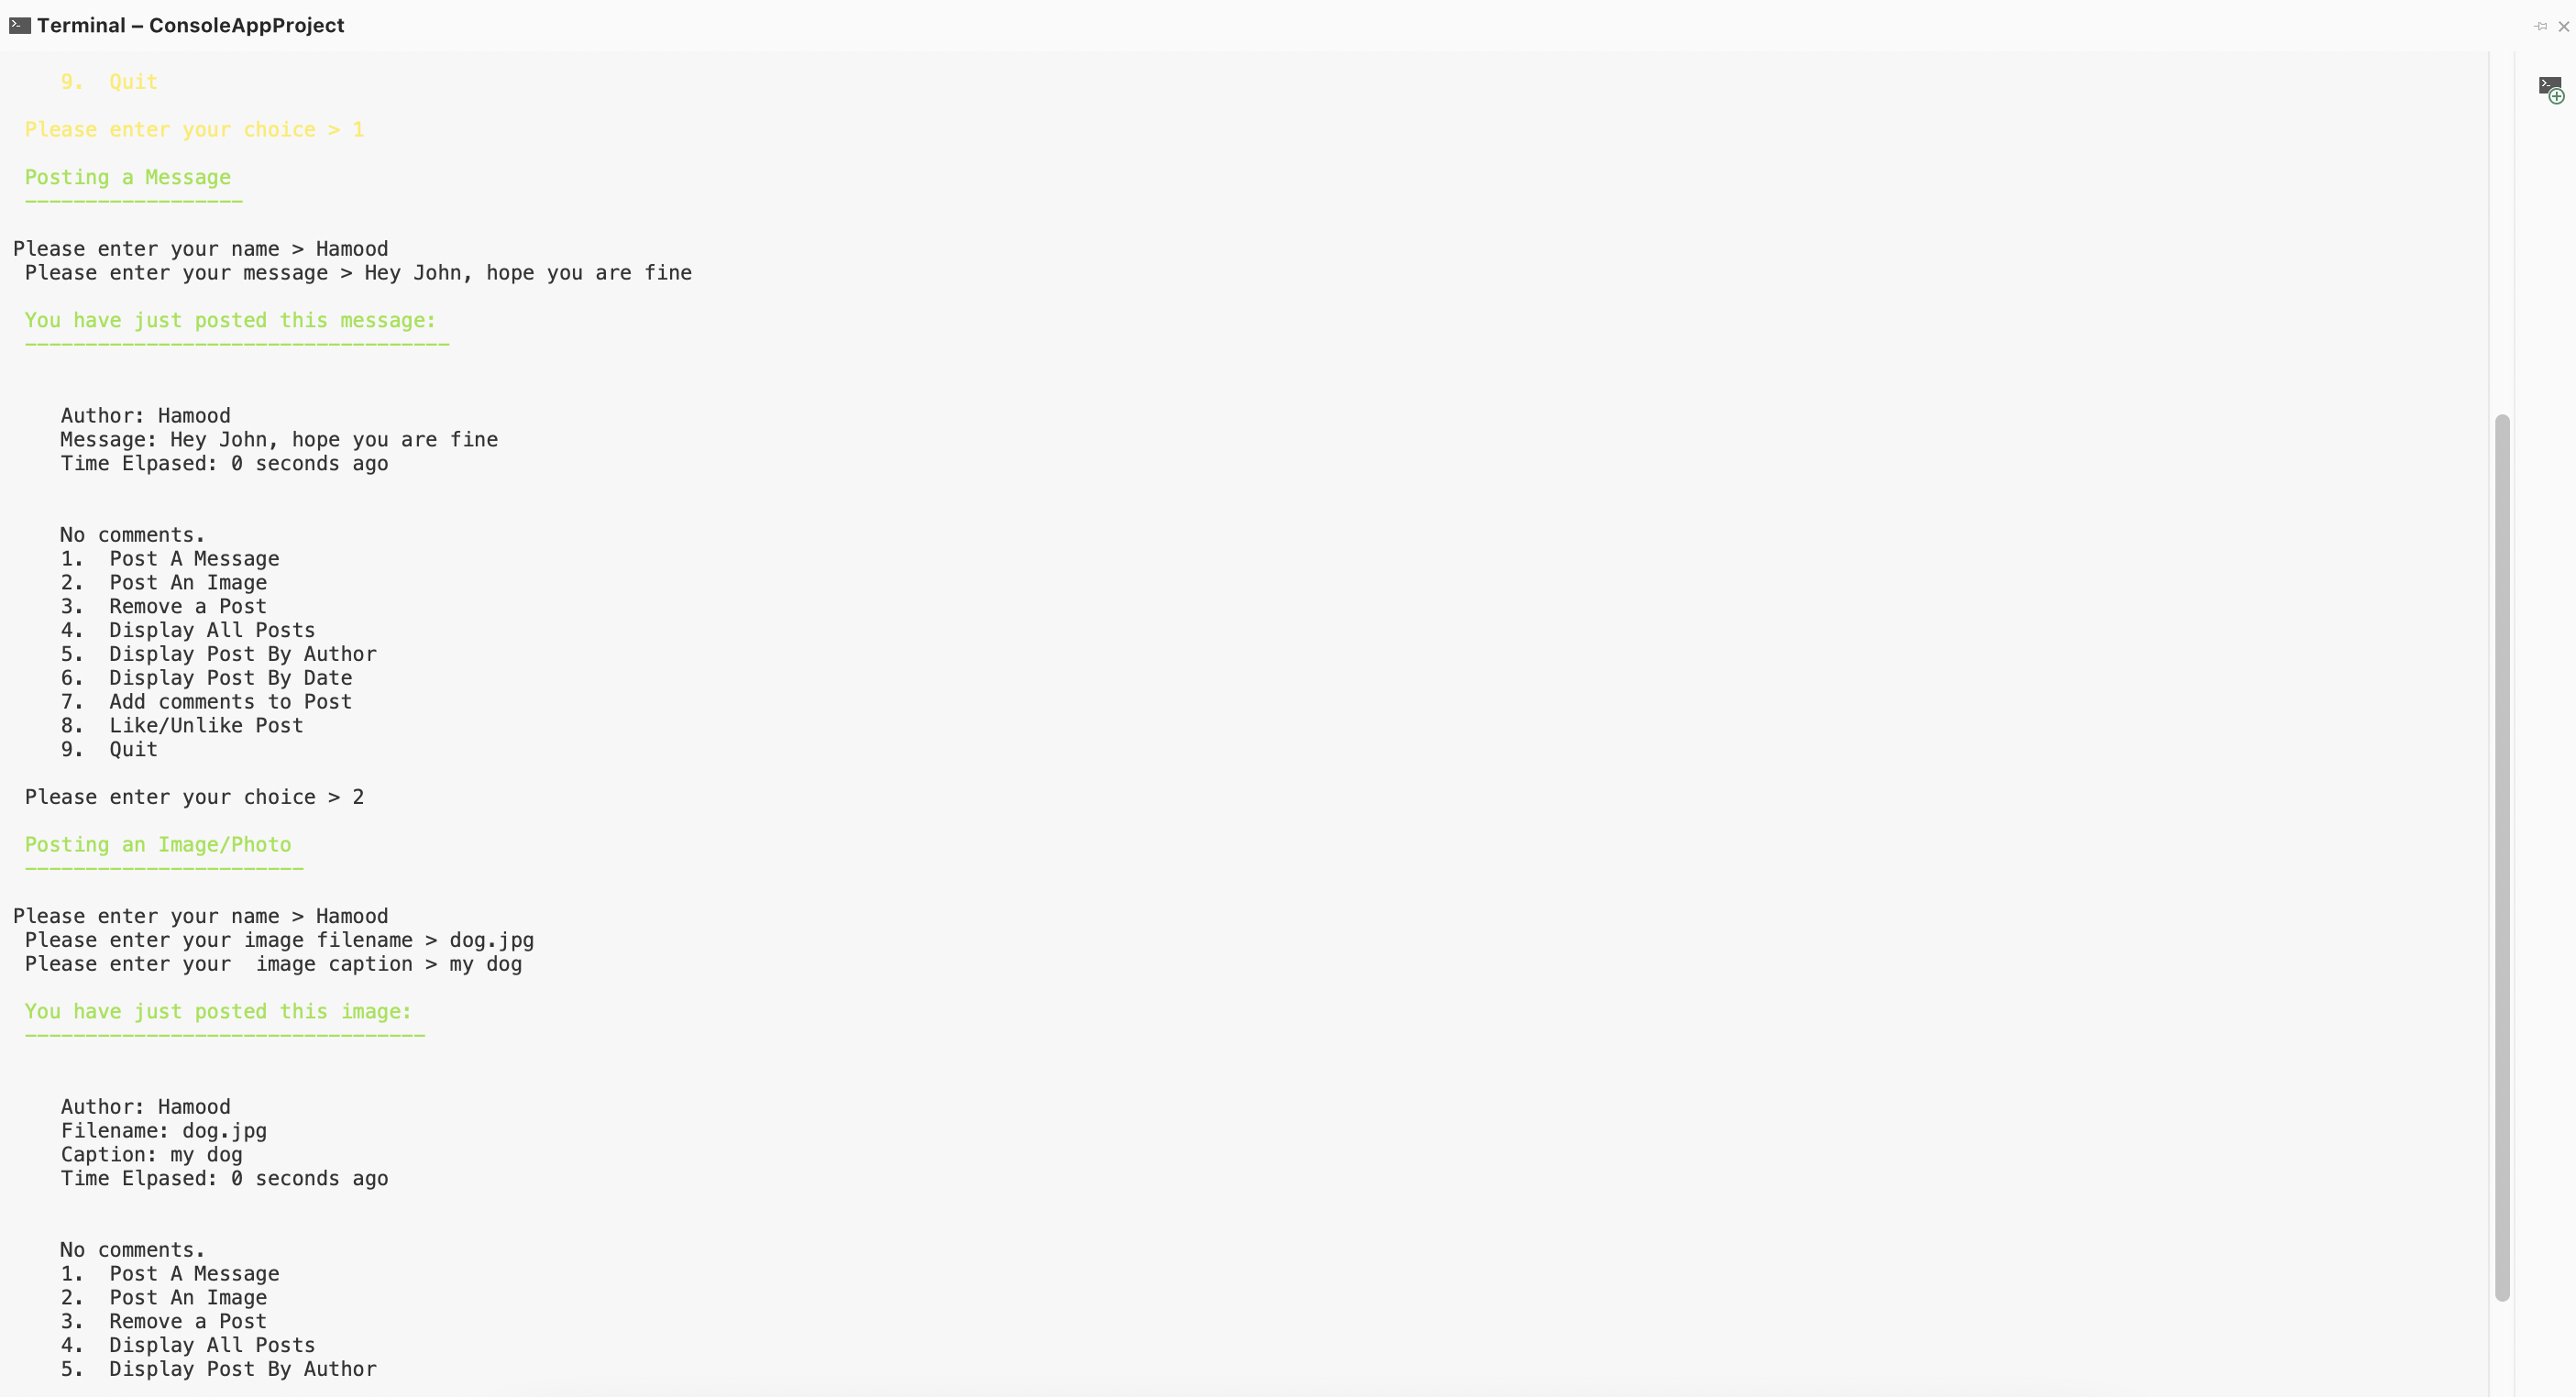 Terminal – ConsoleAppProject
9.  Quit
Please enter your choice > 1
Posting a Message
------------------
Please enter your name > Hamood
Please enter your message > Hey John, hope you are fine
You have just posted this message:
-----------------------------------
Author: Hamood
Message: Hey John, hope you are fine
Time Elpased: 0 seconds ago
No comments.
1.  Post A Message
2.  Post An Image
3.  Remove a Post
4.  Display All Posts
5.  Display Post By Author
6.  Display Post By Date
7.  Add comments to Post
8.  Like/Unlike Post
9.  Quit
Please enter your choice > 2
Posting an Image/Photo
-----------------------
Please enter your name > Hamood
Please enter your image filename > dog.jpg
Please enter your  image caption > my dog
You have just posted this image:
---------------------------------
Author: Hamood
Filename: dog.jpg
Caption: my dog
Time Elpased: 0 seconds ago
No comments.
1.  Post A Message
2.  Post An Image
3.  Remove a Post
4.  Display All Posts
5.  Display Post By Author